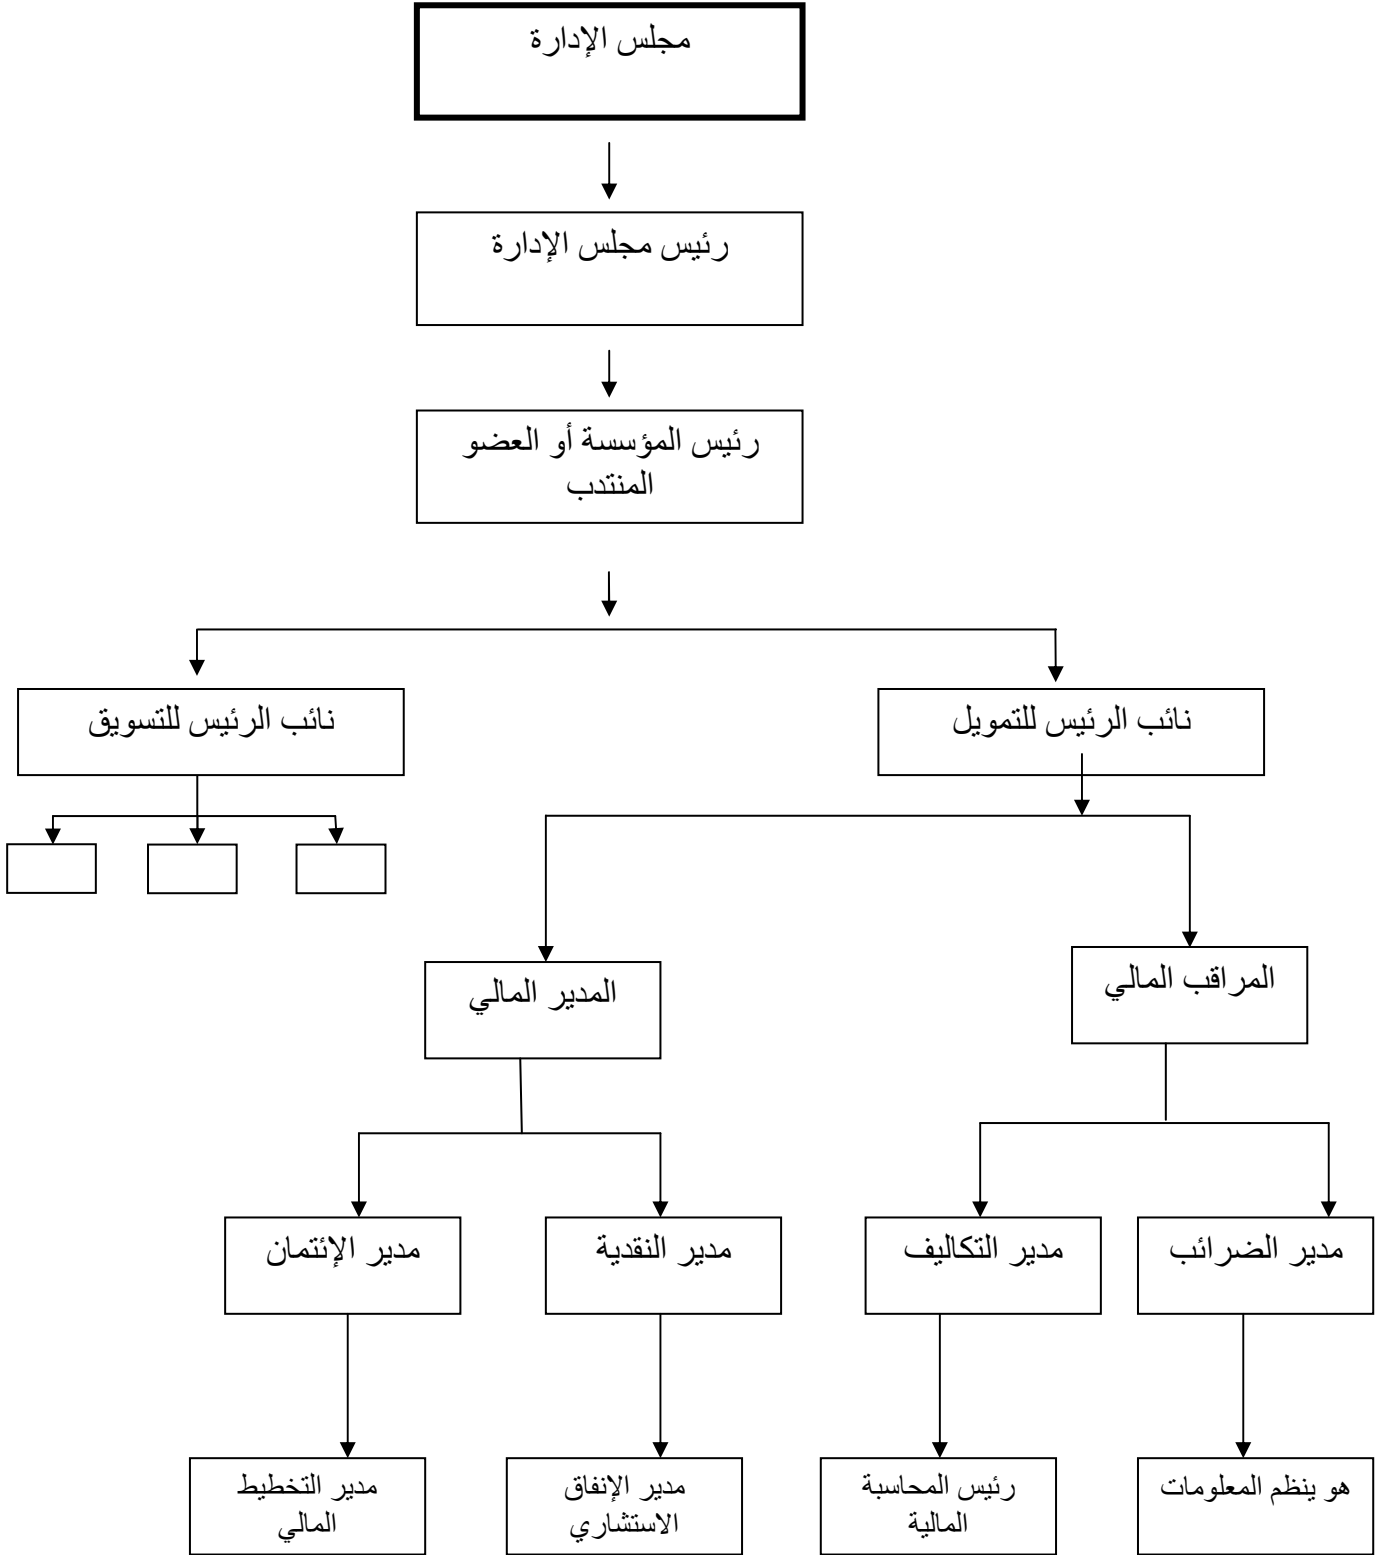 مجلس الإدارة
رئيس مجلس الإدارة
رئيس المؤسسة أو العضو
المنتدب
نائب الرئيس للتمويل
نائب الرئيس للتسويق
المراقب المالي
المدير المالي
مدير الضرائب
مدير التكاليف
مدير النقدية
مدير الإئتمان
هو ينظم المعلومات
رئيس المحاسبة
المالية
مدير الإنفاق
الاستشاري
مدير التخطيط
المالي